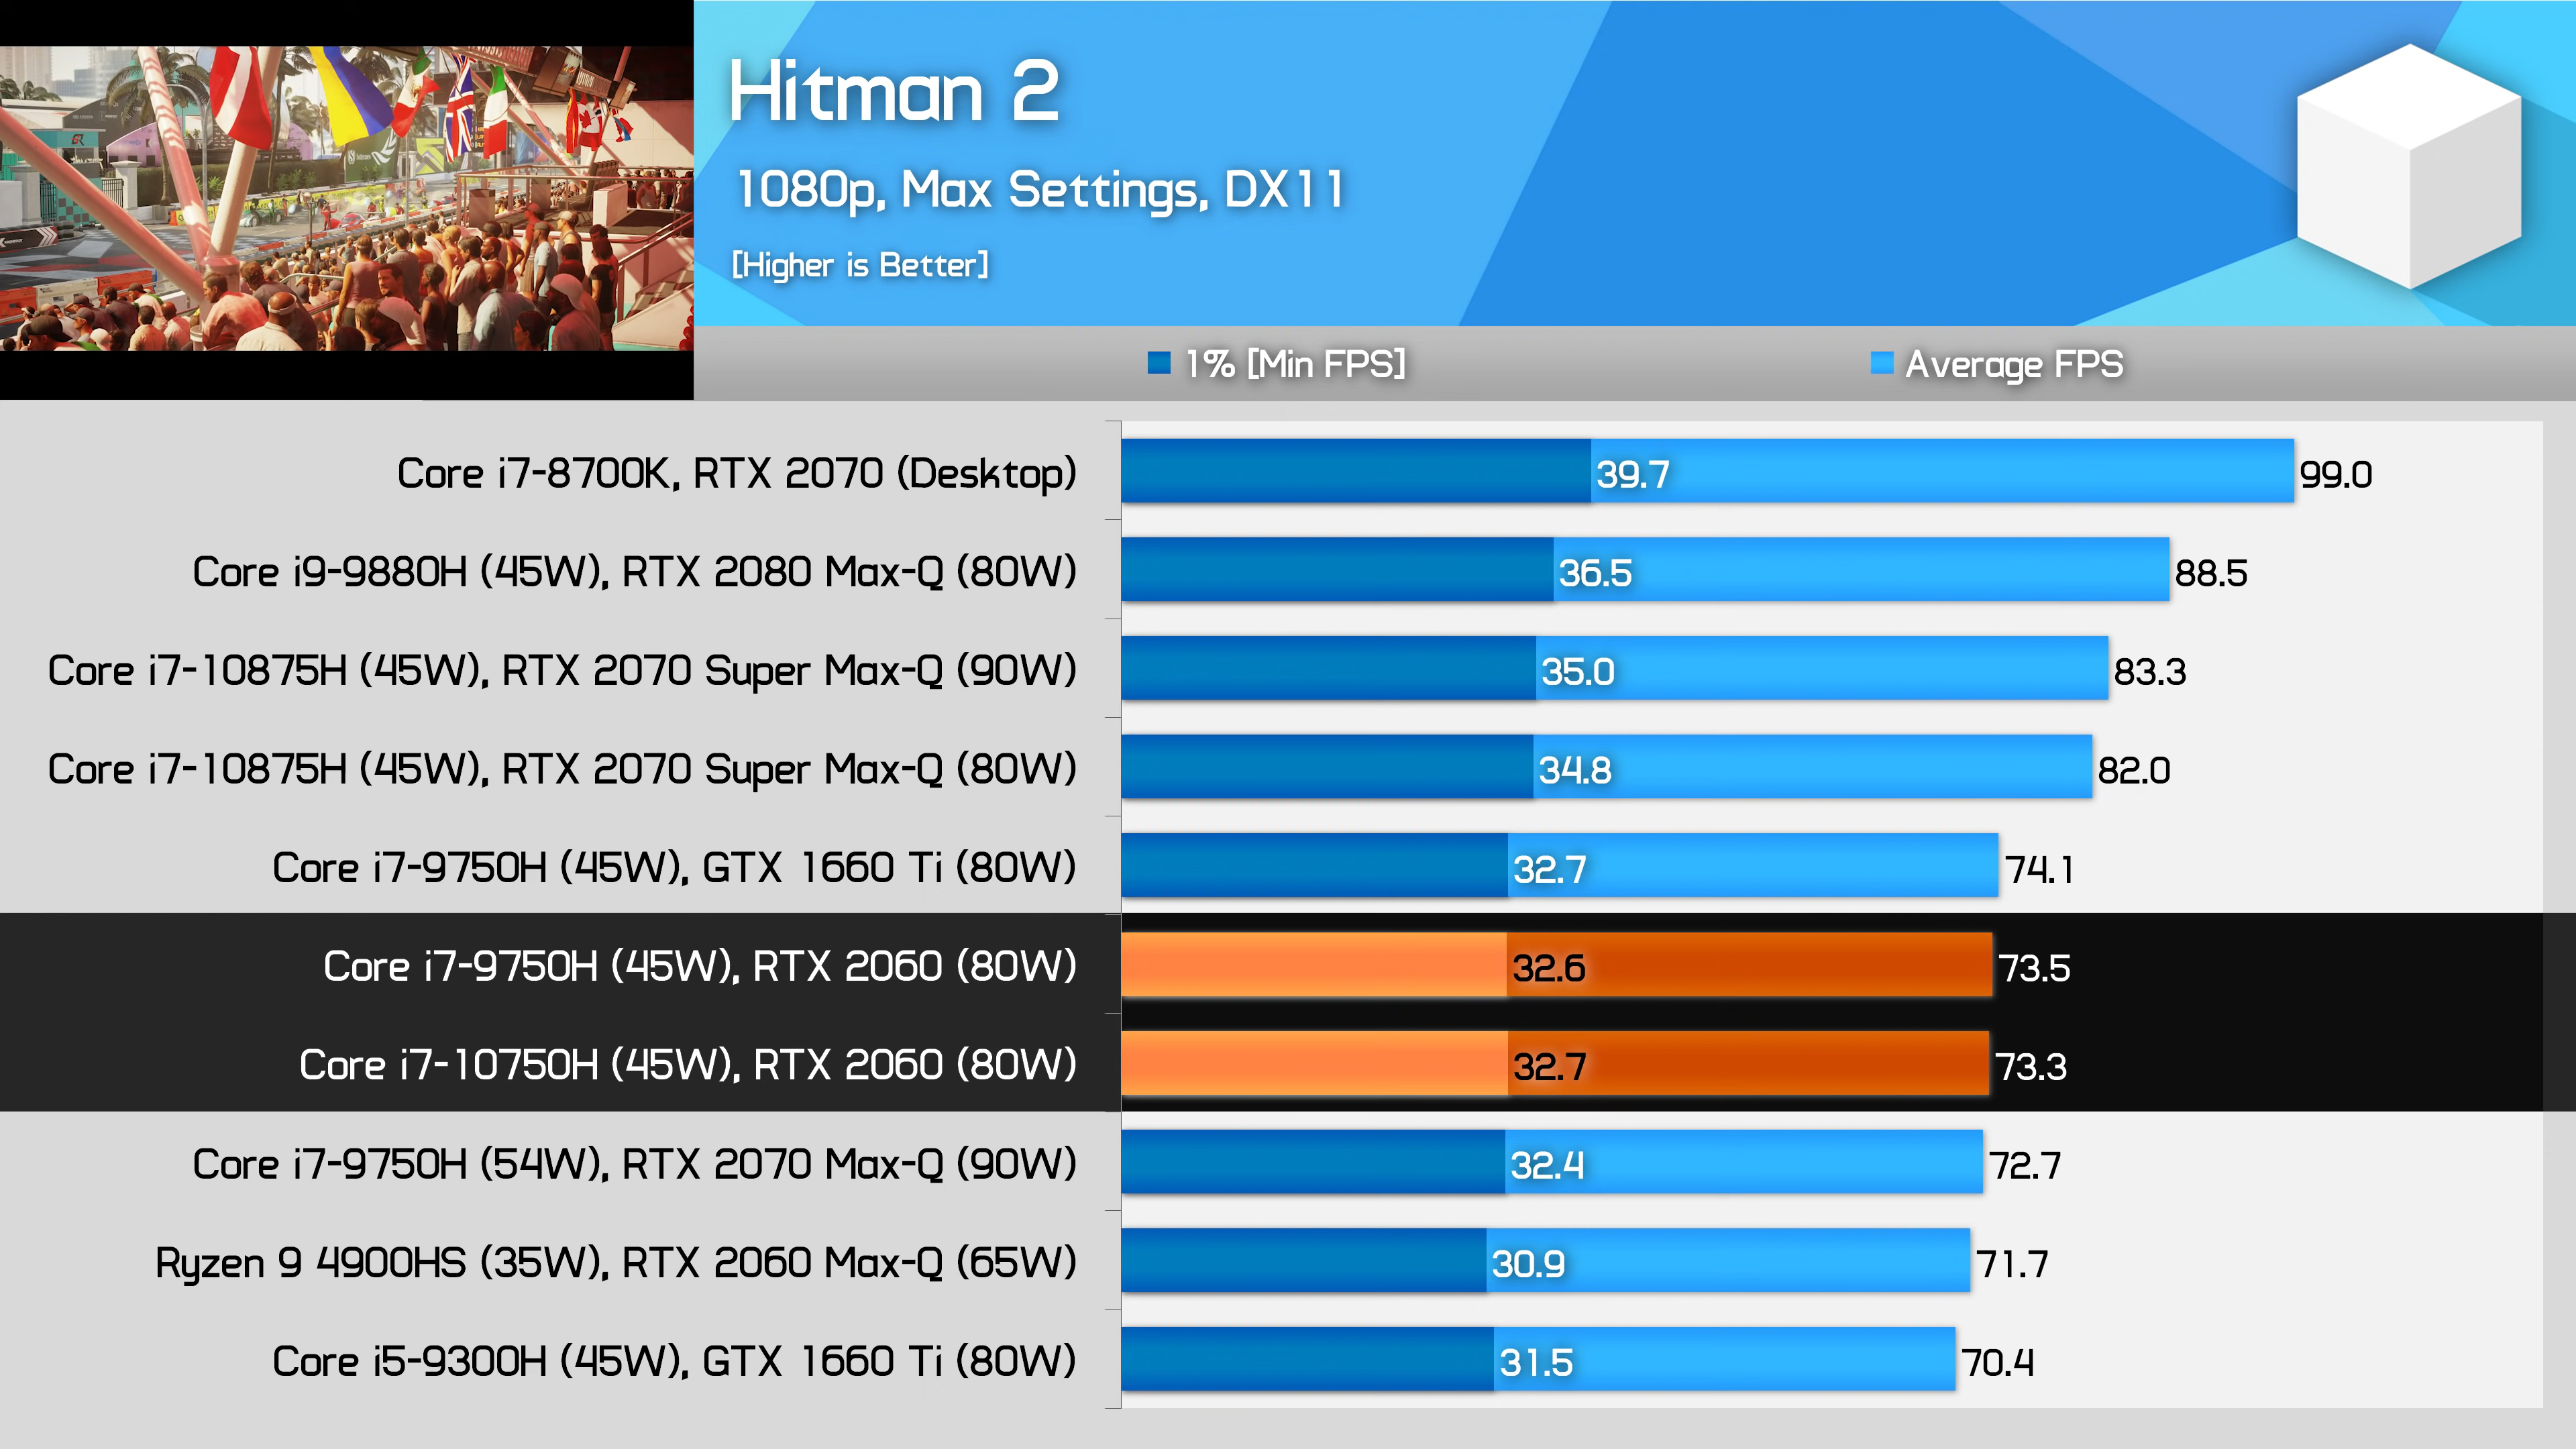 Hitman 2
1080p, Max Settings, DX11
[Higher is Better]
1% [Min FPS]
Average FPS
Core i7-8700K, RTX 2070 (Desktop) 39.7 99.0
Core i9-9880H (45W), RTX 2080 Max-Q (80W) 36.5 88.5
Core i7-10875H (45W), RTX 2070 Super Max-Q (90W) 35.0 83.3
Core i7-10875H (45W), RTX 2070 Super Max-Q (80W) 34.8 82.0
Core i7-9750H (45W), GTX 1660 Ti (80W) 32.7 74.1
Core i7-9750H (45W), RTX 2060 (80W) 32.6 73.5
Core i7-10750H (45W), RTX 2060 (80W) 32.7 73.3
Core i7-9750H (54W), RTX 2070 Max-Q (90W) 32.4 72.7
Ryzen 9 4900HS (35W), RTX 2060 Max-Q (65W) 30.9 71.7
Core i5-9300H (45W), GTX 1660 Ti (80W) 31.5 70.4